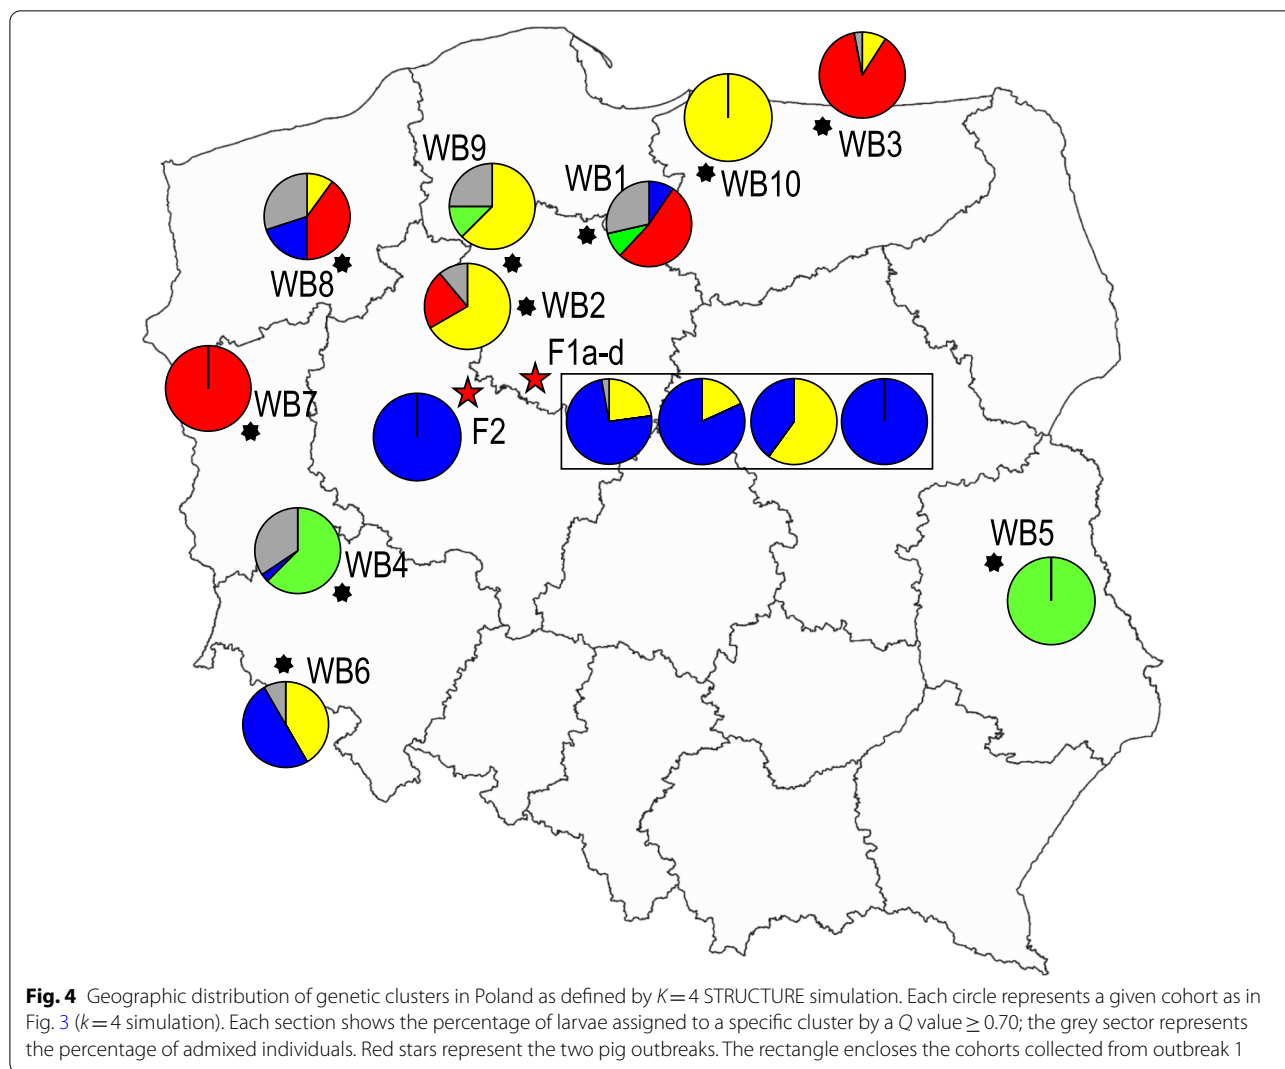 WB3
WB9
WB1
WB10
WB8
WB2
F1a-d
WB7
F2
WB5
WB4
WB6
Fig. 4 Geographic distribution of genetic clusters in Poland as defined by K = 4 STRUCTURE simulation. Each circle represents a given cohort as in
Fig. 3 (k = 4 simulation). Each section shows the percentage of larvae assigned to a specific cluster by a Q value ≥ 0.70; the grey sector represents
the percentage of admixed individuals. Red stars represent the two pig outbreaks. The rectangle encloses the cohorts collected from outbreak 1